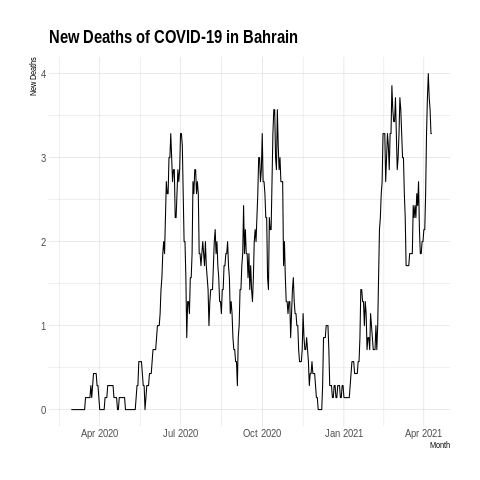 New Deaths of COVID-19 in Bahrain
New Deaths
4
3
2
1
0
Apr 2020
Jul 2020
Oct 2020
Jan 2021
Apr 2021
Month